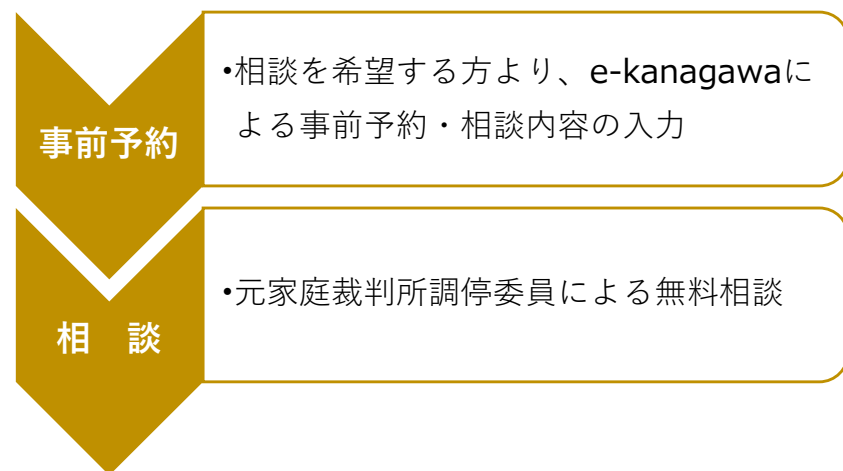 事前予約
•相談を希望する方より、e-kanagawaに
よる事前予約・相談内容の入力
相　談
•元家庭裁判所調停委員による無料相談